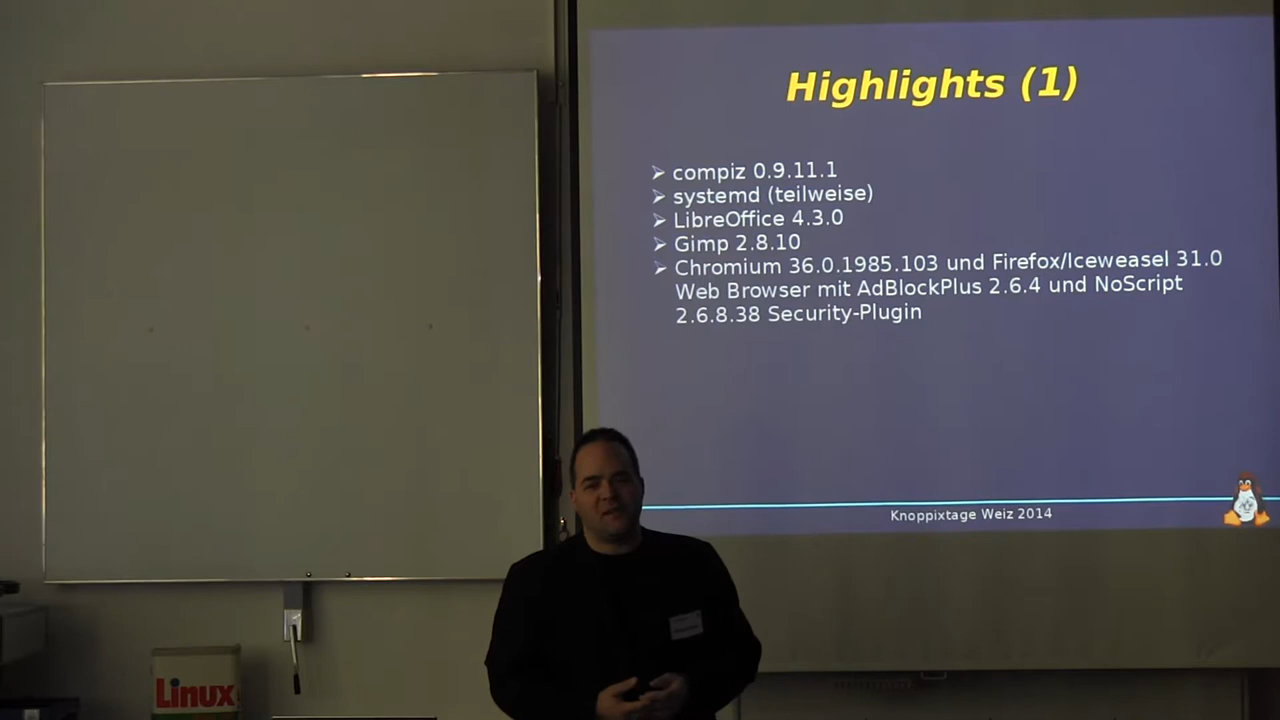 Highlights (1)
compiz 0.9.11.1
systemd (teilweise)
LibreOffice 4.3.0
Gimp 2.8.10
Chromium 36.0.1985.103 und Firefox/Iceweasel 31.0
Web Browser mit AdBlockPlus 2.6.4 und NoScript
2.6.8.38 Security-Plugin
Knoppixtage Weiz 2014
Linux